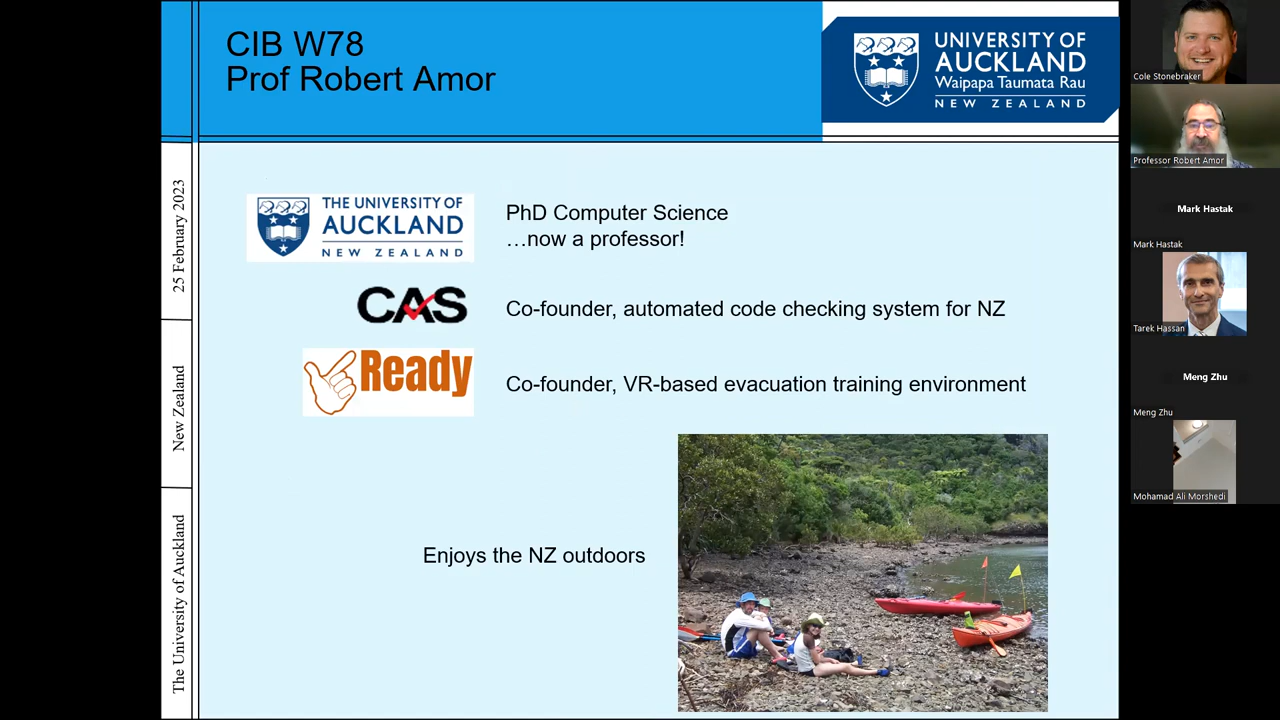 CIB W78
Prof Robert Amor
UNIVERSITY OF
AUCKLAND
Waipapa Taumata Rau
NEW ZEALAND
25 February 2023
New Zealand
The University of Auckland
THE UNIVERSITY OF
AUCKLAND
NEW ZEALAND
PhD Computer Science
…now a professor!
CAS
Co-founder, automated code checking system for NZ
Ready
Co-founder, VR-based evacuation training environment
Enjoys the NZ outdoors
Cole Stonebraker
Professor Robert Amor
Mark Hastak
Mark Hastak
Tarek Hassan
Meng Zhu
Meng Zhu
Mohamad Ali Morshedi